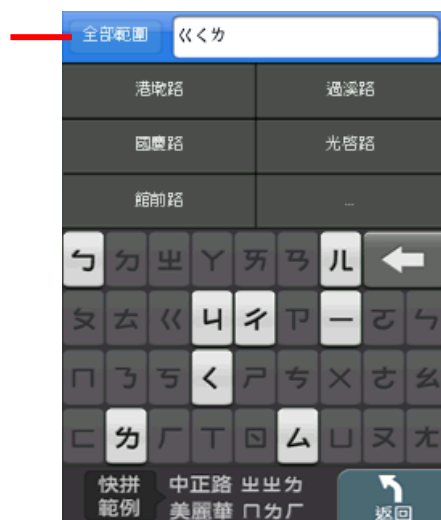 全部範圍 ㄍㄑㄌ
港墘路 過溪路
國慶路 光啓路
館前路 ...
ㄅ ㄉ ㄓ ㄚ ㄞ ㄢ ㄦ
ㄆ ㄊ ㄍ ㄐ ㄔ ㄗ ㄧ ㄛ ㄣ
ㄇ ㄋ ㄎ ㄑ ㄕ ㄘ ㄨ ㄜ ㄠ
ㄈ ㄌ ㄏ ㄒ ㄖ ㄙ ㄩ ㄡ ㄤ
快拼 中正路 ㄓㄓㄌ
範例 美麗華 ㄇㄌㄏ
返回